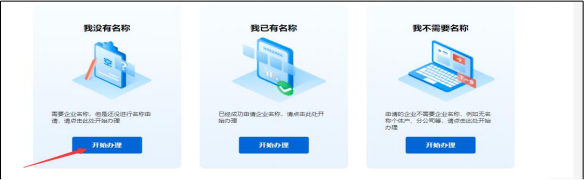 我没有名称
我已有名称
我不需要名称
需要企业名称，但是还没进行名称申
请，请点击此处开始办理
已经成功申请企业名称，请点击此处开
始办理
申请的企业不需要企业名称，例如无名
称个体户、分公司等，请点击此处开始
办理
开始办理
开始办理
开始办理